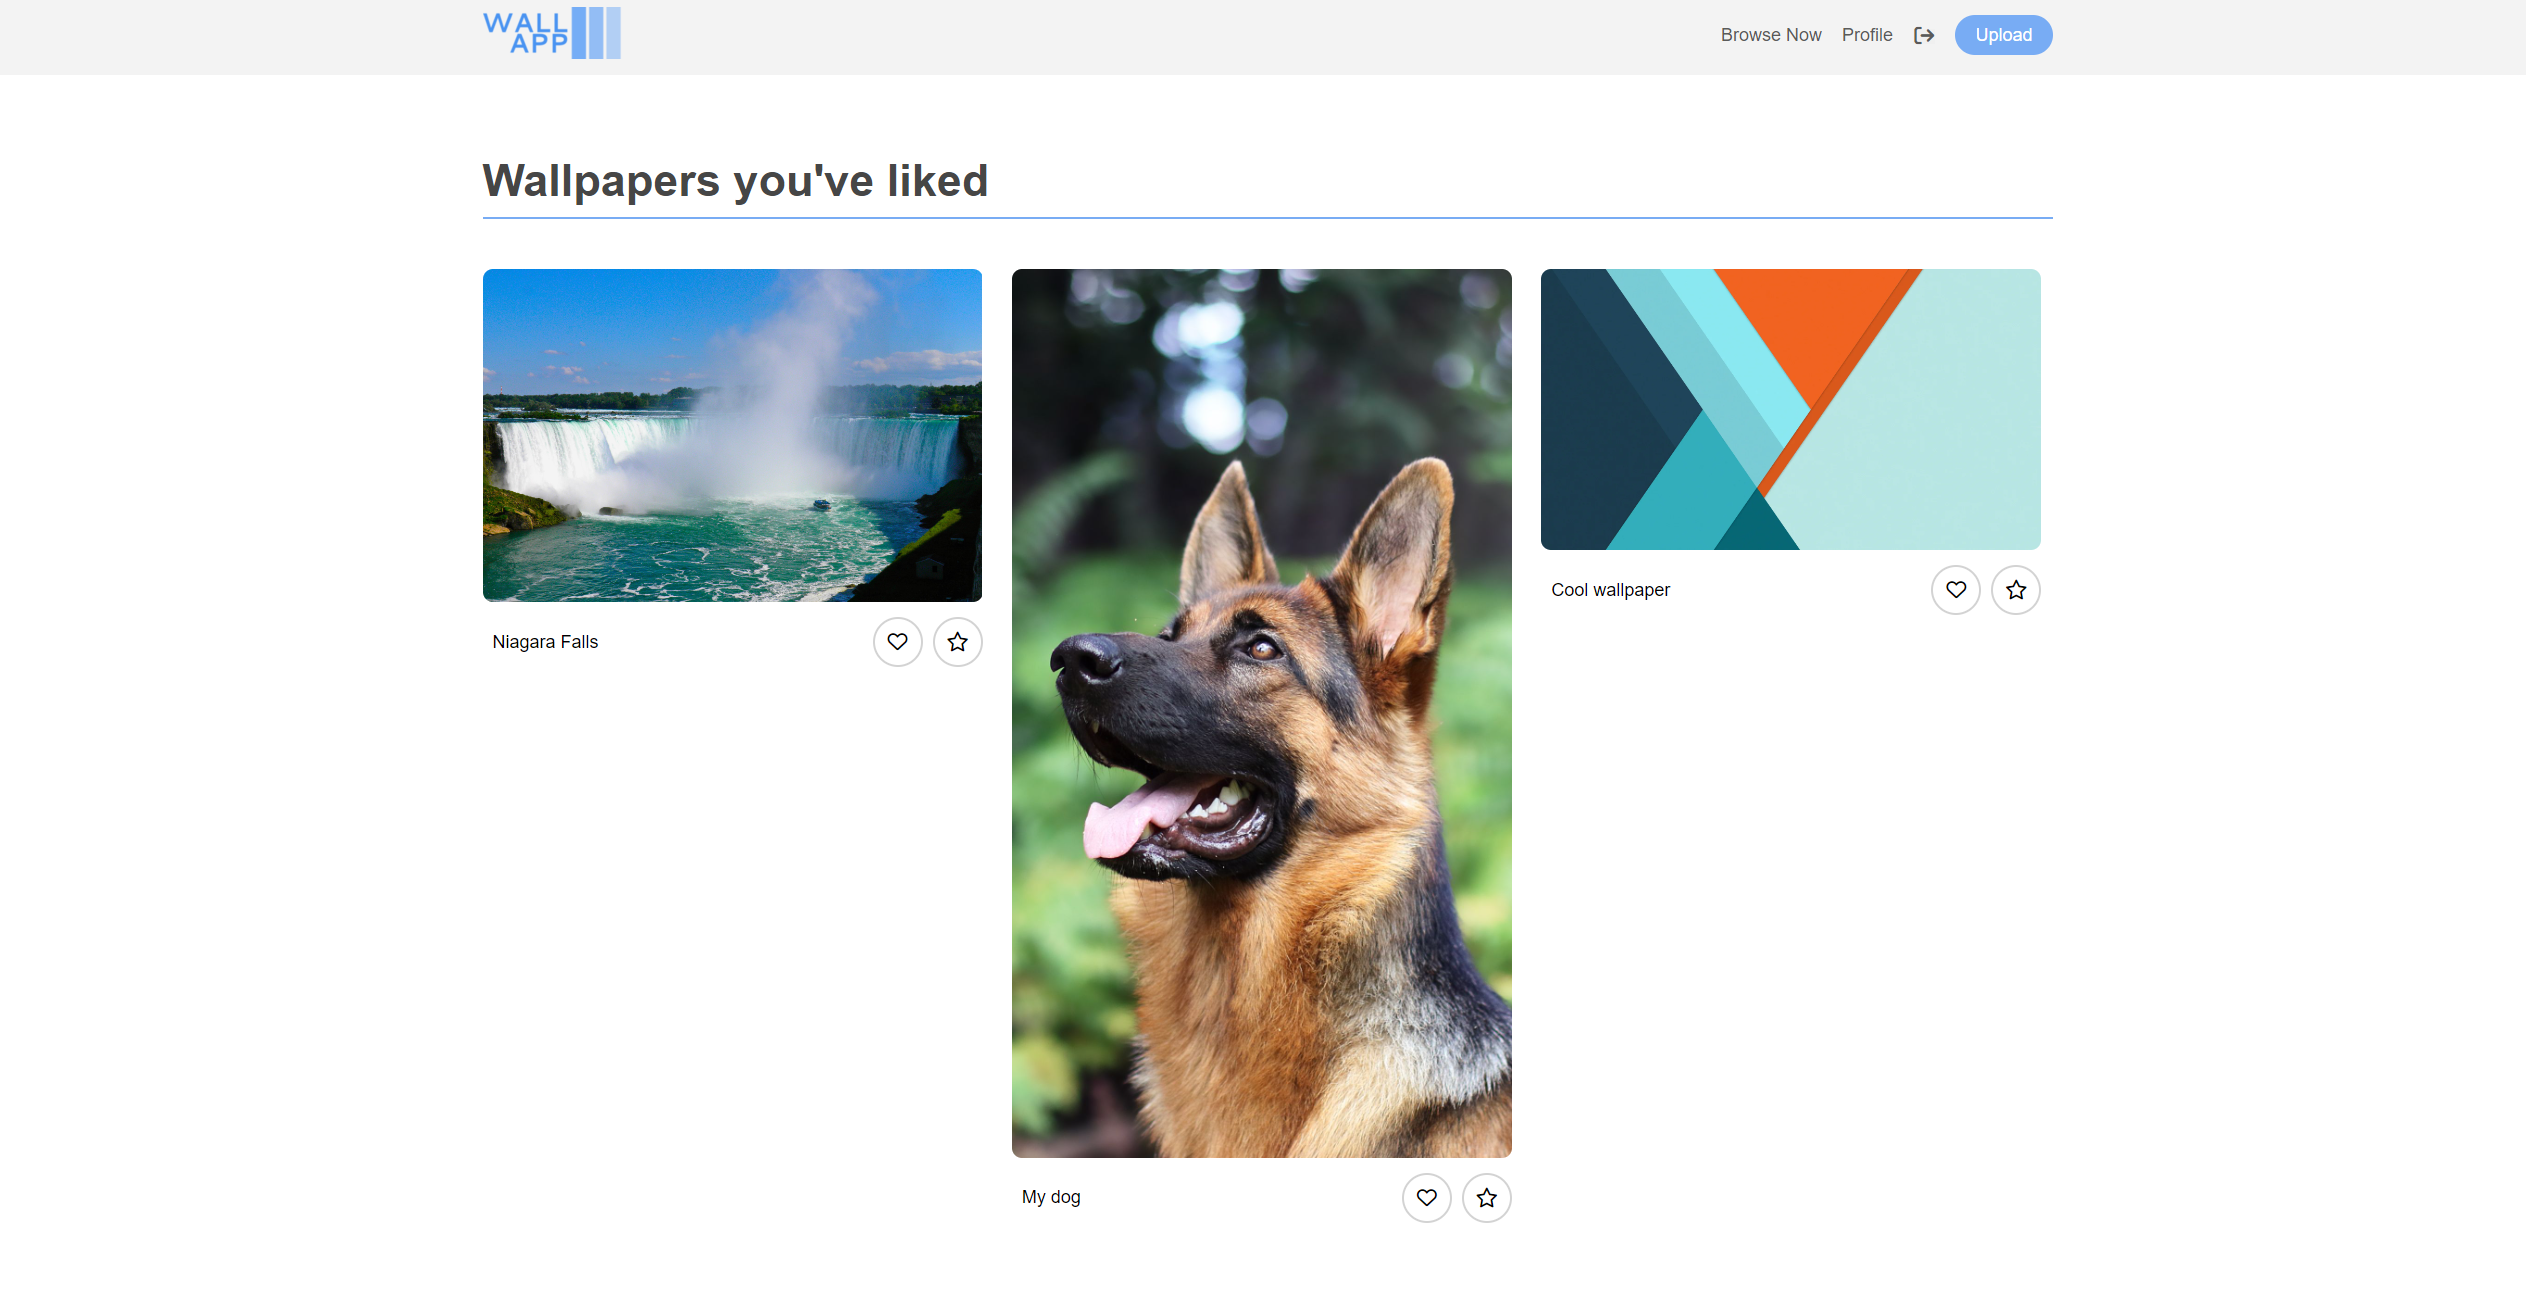 WALL
APP
Browse Now Profile Upload
Wallpapers you've liked
Niagara Falls
Cool wallpaper
My dog